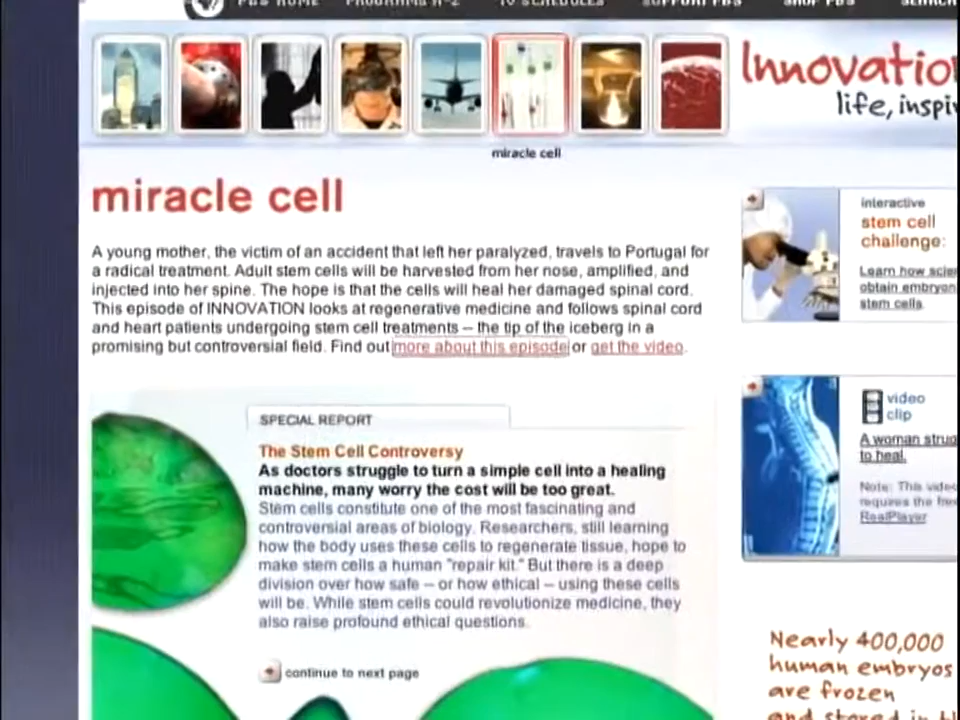 PBS HOME PROGRAMS A-Z TV SCHEDULES SUPPORT PBS SHOP PBS
Innovatio
life, inspi
miracle cell
miracle cell
A young mother, the victim of an accident that left her paralyzed, travels to Portugal for
a radical treatment. Adult stem cells will be harvested from her nose, amplified, and
injected into her spine. The hope is that the cells will heal her damaged spinal cord.
This episode of INNOVATION looks at regenerative medicine and follows spinal cord
and heart patients undergoing stem cell treatments – the tip of the iceberg in a
promising but controversial field. Find out more about this episode or get the video.
SPECIAL REPORT
The Stem Cell Controversy
As doctors struggle to turn a simple cell into a healing
machine, many worry the cost will be too great.
Stem cells constitute one of the most fascinating and
controversial areas of biology. Researchers, still learning
how the body uses these cells to regenerate tissue, hope to
make stem cells a human "repair kit." But there is a deep
division over how safe – or how ethical – using these cells
will be. While stem cells could revolutionize medicine, they
also raise profound ethical questions.
continue to next page
interactive
stem cell
challenge:
Learn how scie
obtain embryon
stem cells.
video
clip
A woman strug
to heal.
Note: This vide
requires the fre
RealPlayer
Nearly 400,000
human embryos
are frozen
and stored in